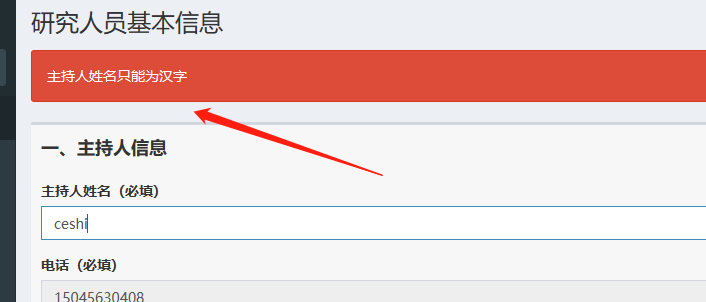 研究人员基本信息
主持人姓名只能为汉字
一、主持人信息
主持人姓名（必填）
ceshi
电话（必填）
15045630408